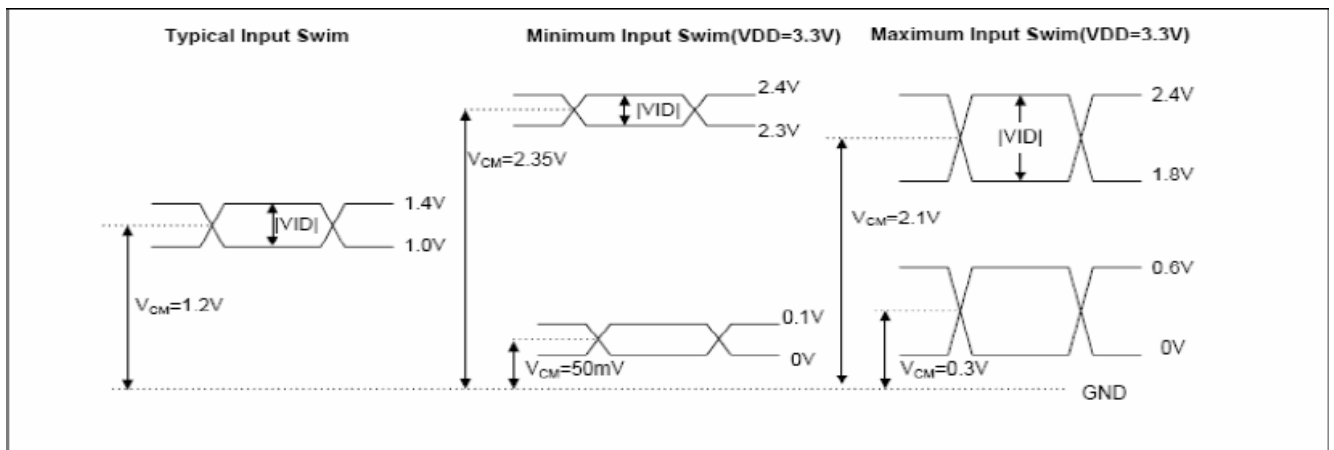 Typical Input Swim
Minimum Input Swim(VDD=3.3V)
Maximum Input Swim(VDD=3.3V)
|VID|
1.4V
1.0V
VCM=1.2V
2.4V
|VID|
2.3V
VCM=2.35V
0.1V
0V
VCM=50mV
2.4V
|VID|
1.8V
VCM=2.1V
0.6V
0V
VCM=0.3V
GND